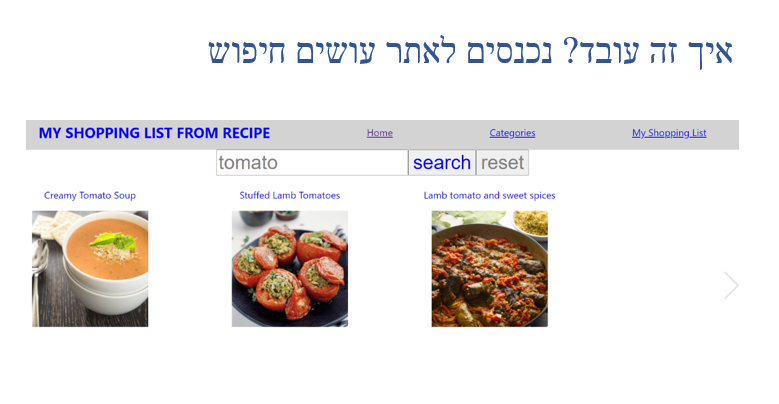 איך זה עובד? נכנסים לאתר עושים חיפוש
MY SHOPPING LIST FROM RECIPE Home Categories My Shopping List
tomato search reset
Creamy Tomato Soup Stuffed Lamb Tomatoes Lamb tomato and sweet spices